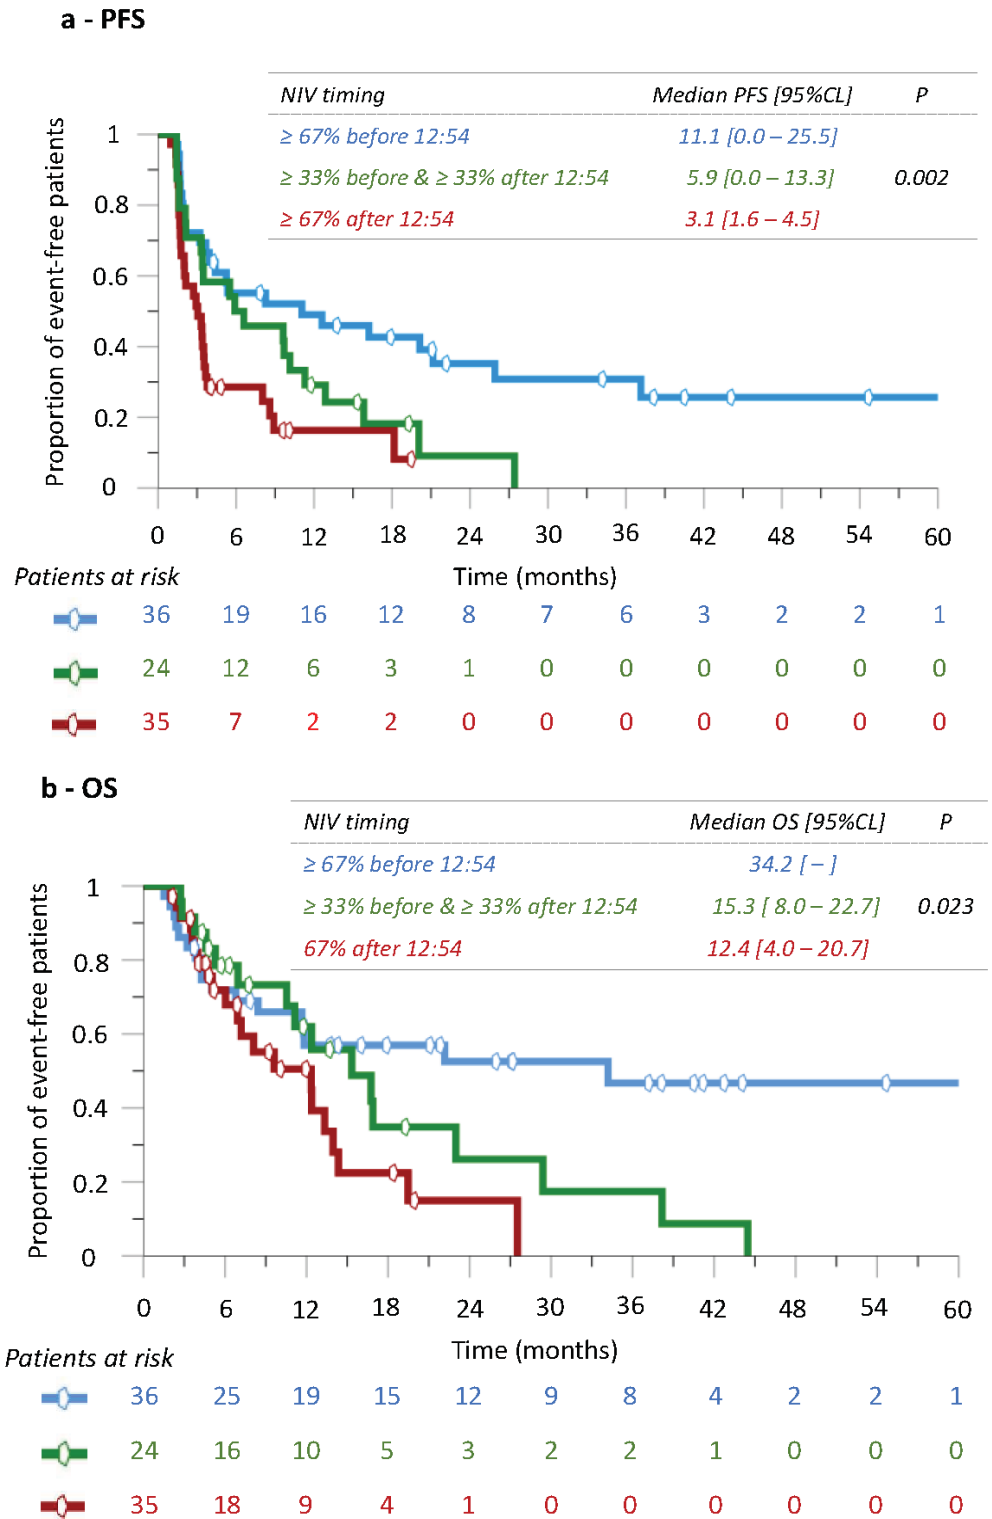 a - PFS
NIV timing Median PFS [95%CL] P
≥ 67% before 12:54 11.1 [0.0 – 25.5]
≥ 33% before & ≥ 33% after 12:54 5.9 [0.0 – 13.3] 0.002
≥ 67% after 12:54 3.1 [1.6 – 4.5]
Proportion of event-free patients
1
0.8
0.6
0.4
0.2
0
0 6 12 18 24 30 36 42 48 54 60
Patients at risk Time (months)
36 19 16 12 8 7 6 3 2 2 1
24 12 6 3 1 0 0 0 0 0 0
35 7 2 2 0 0 0 0 0 0 0
b - OS
NIV timing Median OS [95%CL] P
≥ 67% before 12:54 34.2 [ – ]
≥ 33% before & ≥ 33% after 12:54 15.3 [ 8.0 – 22.7] 0.023
67% after 12:54 12.4 [4.0 – 20.7]
Proportion of event-free patients
1
0.8
0.6
0.4
0.2
0
0 6 12 18 24 30 36 42 48 54 60
Patients at risk Time (months)
36 25 19 15 12 9 8 4 2 2 1
24 16 10 5 3 2 2 1 0 0 0
35 18 9 4 1 0 0 0 0 0 0